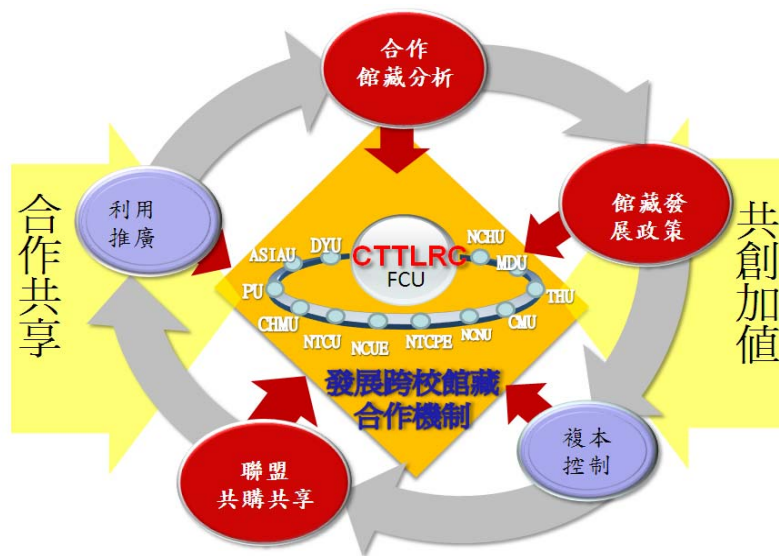 合作
館藏分析
館藏發
展政策
利用
推廣
合作共享
共創加值
ASIAU
DYU
CTTLRC
FCU
NCHU
MDU
PU
THU
CHMU
NTCU
NCUE
NTCPE
NCNU
CMU
發展跨校館藏
合作機制
複本
控制
聯盟
共購共享